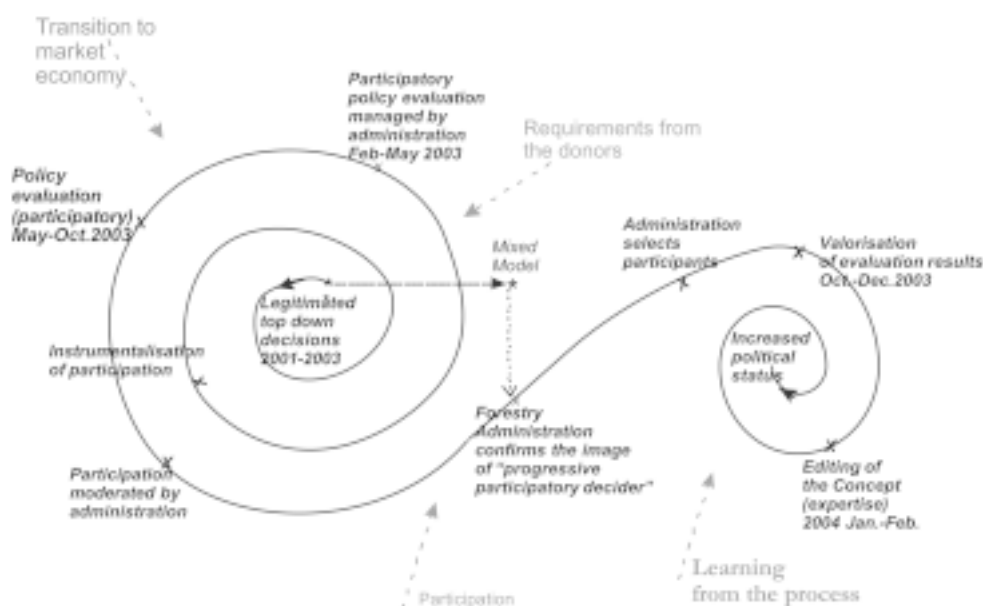 Transition to
market
economy
Participatory
policy evaluation
managed by
administration
Feb-May 2003
Requirements from
the donors
Policy
evaluation
(participatory)
May-Oct.2003
Mixed
Model
Administration
selects
participants
Valorisation
of evaluation results
Oct.-Dec.2003
Legitimated
top down
decisions
2001-2003
Instrumentalisation
of participation
Increased
political
status
Forestry
Administration
confirms the image
of "progressive
participatory decider"
Participation
moderated by
administration
Editing of
the Concept
(expertise)
2004 Jan.-Feb.
Learning
from the process
Participation